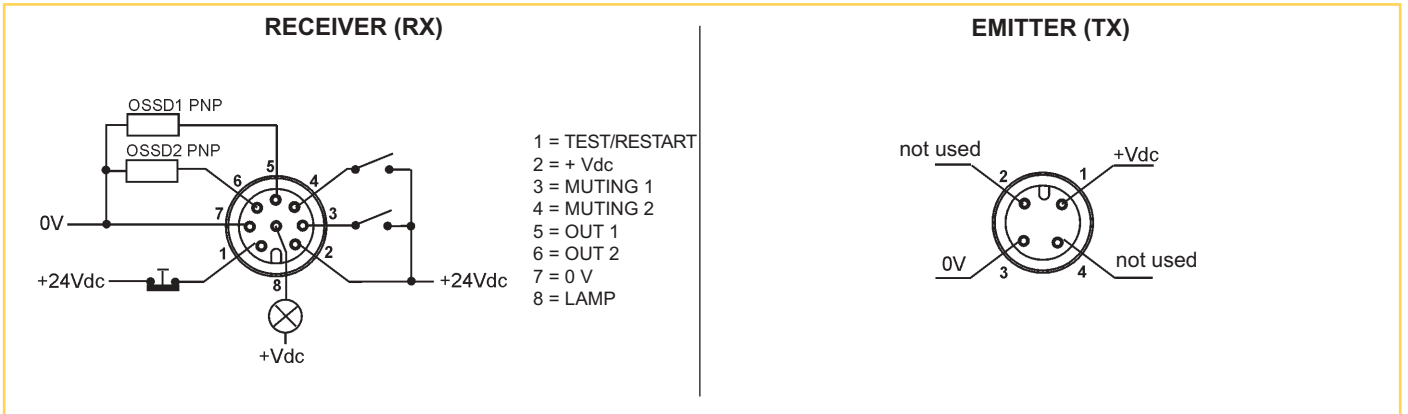 RECEIVER (RX)
OSSD1 PNP
OSSD2 PNP
5
6
4
7
3
0V
1
2
+24Vdc
T
+24Vdc
8
+Vdc
1 = TEST/RESTART
2 = + Vdc
3 = MUTING 1
4 = MUTING 2
5 = OUT 1
6 = OUT 2
7 = 0 V
8 = LAMP
EMITTER (TX)
not used
+Vdc
2
1
0V
3
4
not used